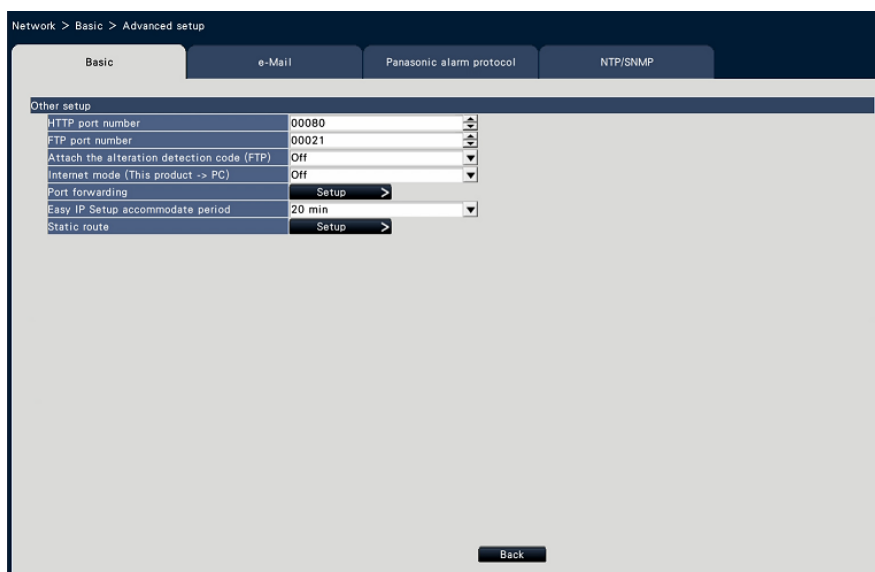 Network > Basic > Advanced setup
Basic e-Mail Panasonic alarm protocol NTP/SNMP
Other setup
HTTP port number 00080
FTP port number 00021
Attach the alteration detection code (FTP) Off
Internet mode (This product -> PC) Off
Port forwarding Setup >
Easy IP Setup accommodate period 20 min
Static route Setup >
Back